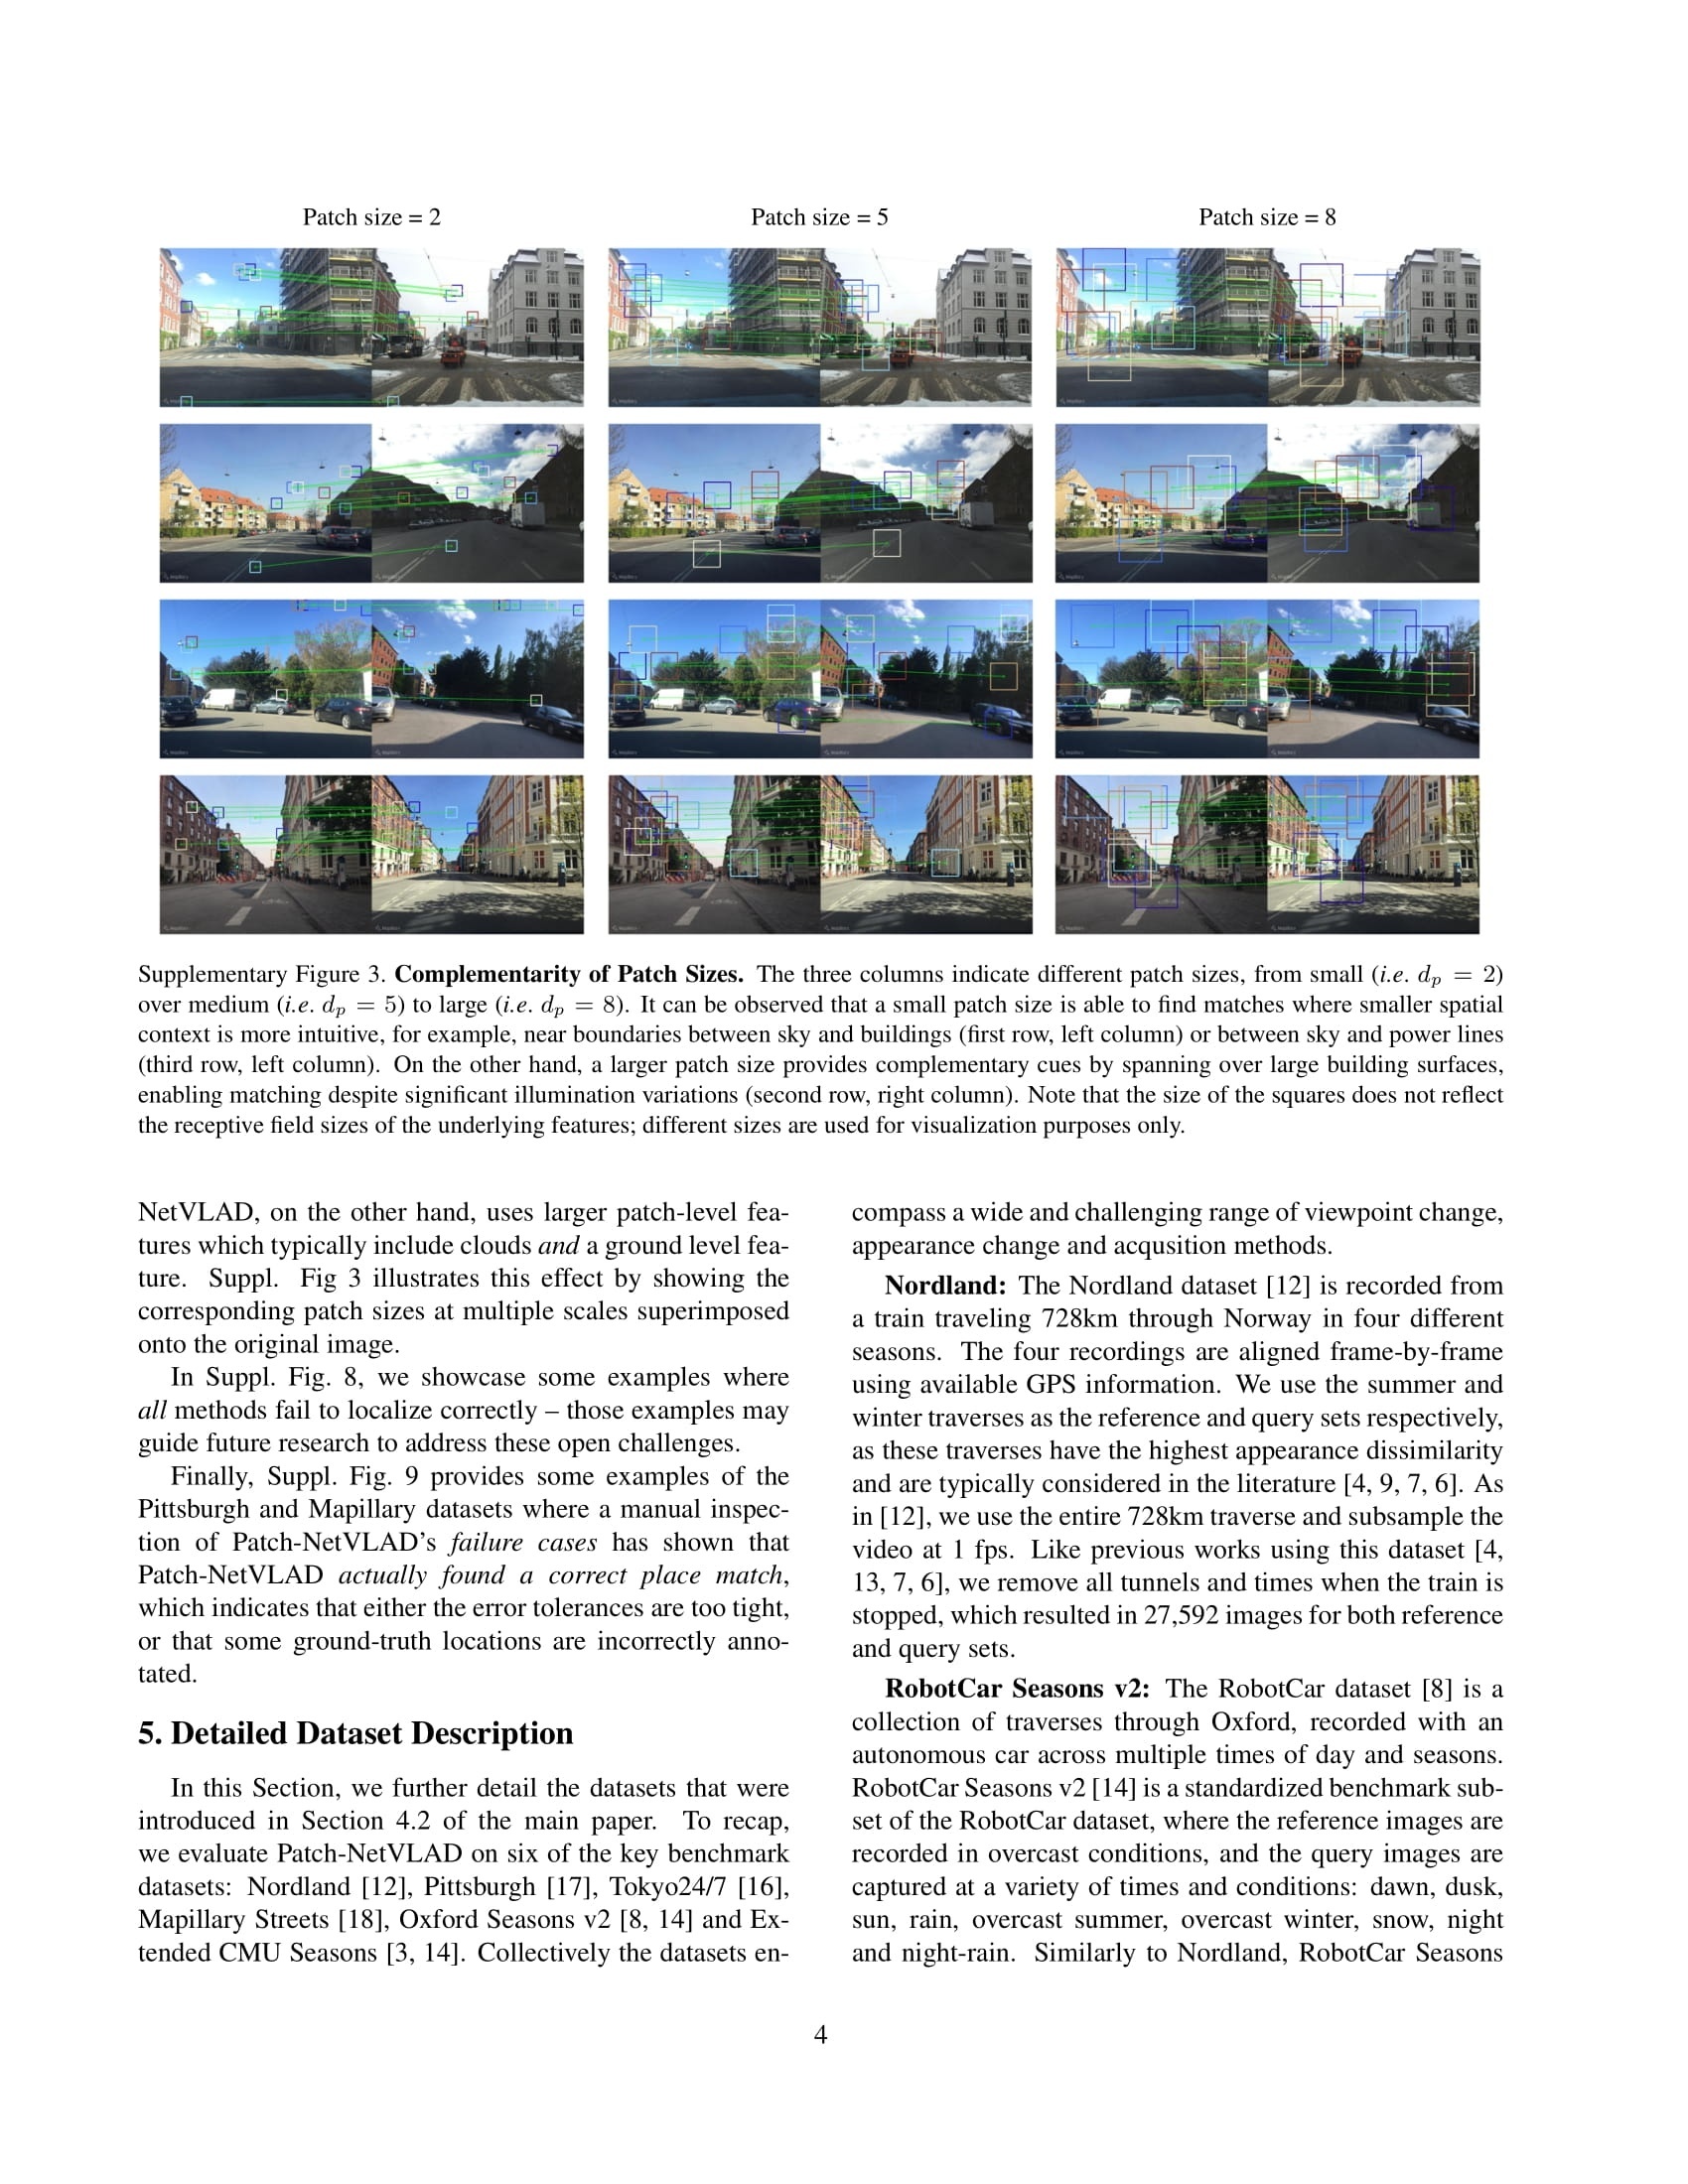 Patch size = 2
Patch size = 5
Patch size = 8
Supplementary Figure 3. Complementarity of Patch Sizes. The three columns indicate different patch sizes, from small (i.e. dp = 2)
over medium (i.e. dp = 5) to large (i.e. dp = 8). It can be observed that a small patch size is able to find matches where smaller spatial
context is more intuitive, for example, near boundaries between sky and buildings (first row, left column) or between sky and power lines
(third row, left column). On the other hand, a larger patch size provides complementary cues by spanning over large building surfaces,
enabling matching despite significant illumination variations (second row, right column). Note that the size of the squares does not reflect
the receptive field sizes of the underlying features; different sizes are used for visualization purposes only.
NetVLAD, on the other hand, uses larger patch-level fea-
tures which typically include clouds and a ground level fea-
ture. Suppl. Fig 3 illustrates this effect by showing the
corresponding patch sizes at multiple scales superimposed
onto the original image.
In Suppl. Fig. 8, we showcase some examples where
all methods fail to localize correctly – those examples may
guide future research to address these open challenges.
Finally, Suppl. Fig. 9 provides some examples of the
Pittsburgh and Mapillary datasets where a manual inspec-
tion of Patch-NetVLAD's failure cases has shown that
Patch-NetVLAD actually found a correct place match,
which indicates that either the error tolerances are too tight,
or that some ground-truth locations are incorrectly anno-
tated.
5. Detailed Dataset Description
In this Section, we further detail the datasets that were
introduced in Section 4.2 of the main paper. To recap,
we evaluate Patch-NetVLAD on six of the key benchmark
datasets: Nordland [12], Pittsburgh [17], Tokyo24/7 [16],
Mapillary Streets [18], Oxford Seasons v2 [8, 14] and Ex-
tended CMU Seasons [3, 14]. Collectively the datasets en-
compass a wide and challenging range of viewpoint change,
appearance change and acqusition methods.
Nordland: The Nordland dataset [12] is recorded from
a train traveling 728km through Norway in four different
seasons. The four recordings are aligned frame-by-frame
using available GPS information. We use the summer and
winter traverses as the reference and query sets respectively,
as these traverses have the highest appearance dissimilarity
and are typically considered in the literature [4, 9, 7, 6]. As
in [12], we use the entire 728km traverse and subsample the
video at 1 fps. Like previous works using this dataset [4,
13, 7, 6], we remove all tunnels and times when the train is
stopped, which resulted in 27,592 images for both reference
and query sets.
RobotCar Seasons v2: The RobotCar dataset [8] is a
collection of traverses through Oxford, recorded with an
autonomous car across multiple times of day and seasons.
RobotCar Seasons v2 [14] is a standardized benchmark sub-
set of the RobotCar dataset, where the reference images are
recorded in overcast conditions, and the query images are
captured at a variety of times and conditions: dawn, dusk,
sun, rain, overcast summer, overcast winter, snow, night
and night-rain. Similarly to Nordland, RobotCar Seasons
4